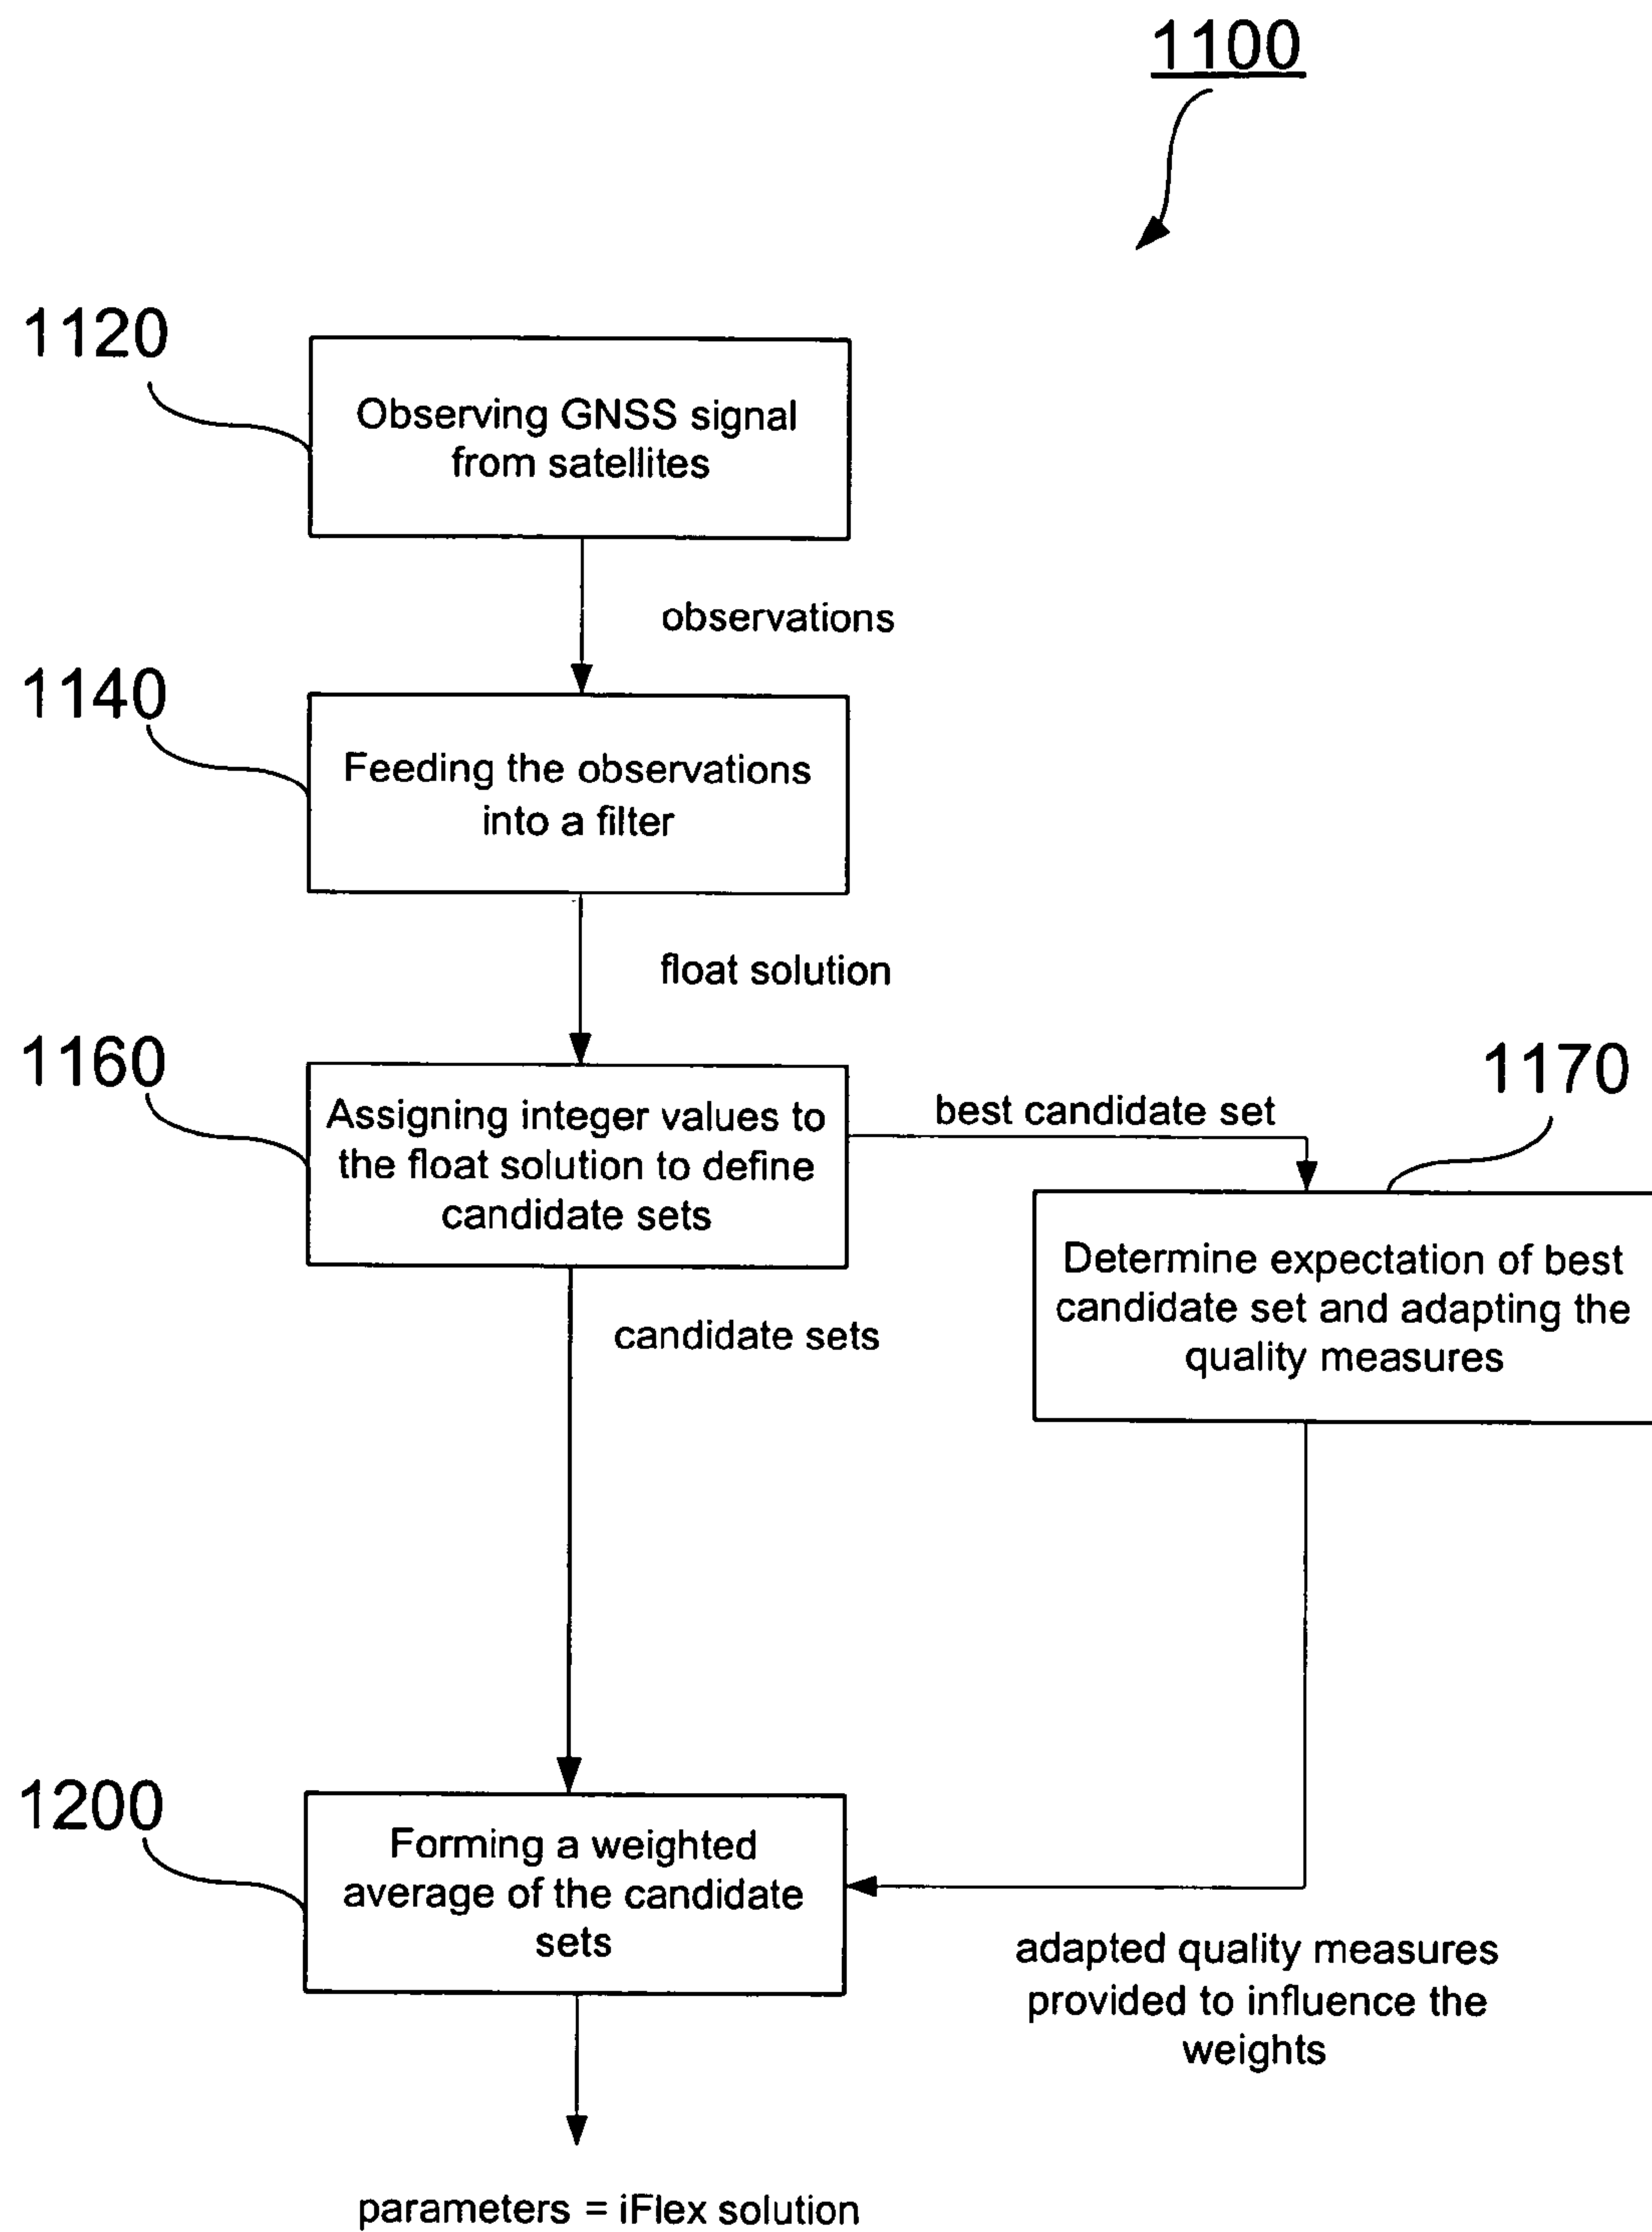 1100
1120
Observing GNSS signal
from satellites
observations
1140
Feeding the observations
into a filter
float solution
1160
Assigning integer values to
the float solution to define
candidate sets
best candidate set
1170
Determine expectation of best
candidate set and adapting the
quality measures
candidate sets
1200
Forming a weighted
average of the candidate
sets
adapted quality measures
provided to influence the
weights
parameters = iFlex solution